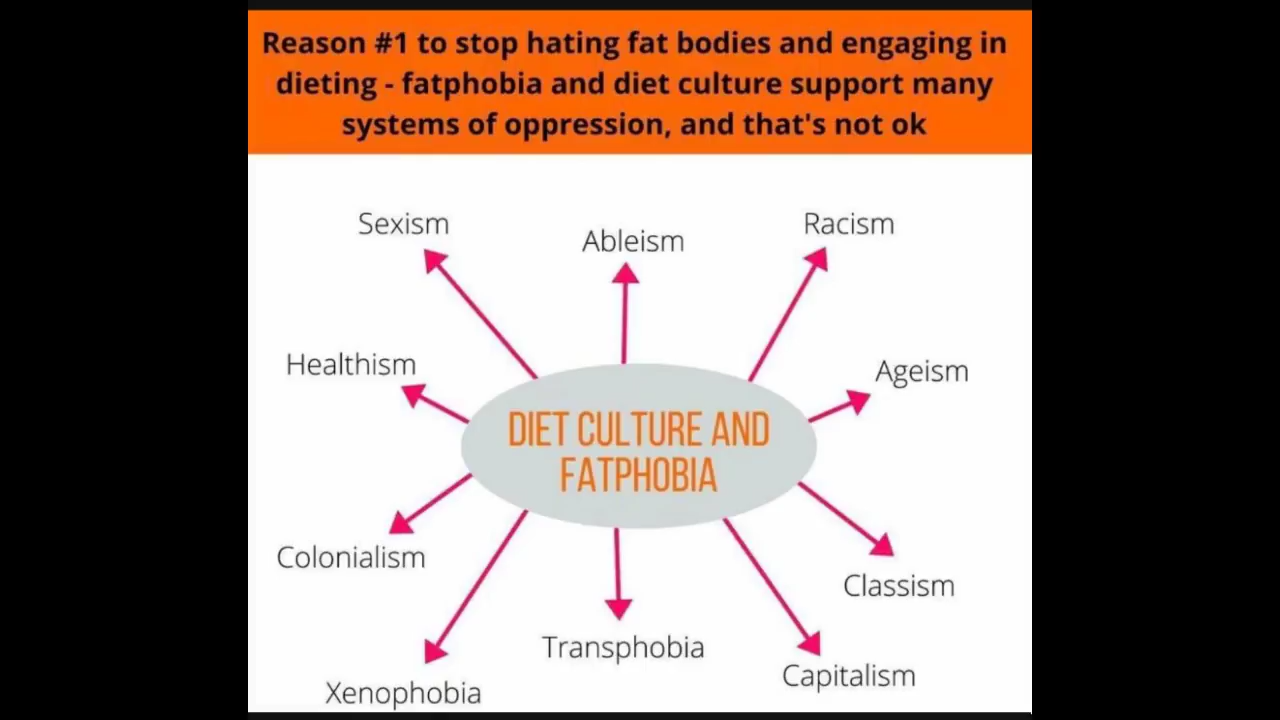 Reason #1 to stop hating fat bodies and engaging in
dieting - fatphobia and diet culture support many
systems of oppression, and that's not ok
Sexism
Ableism
Racism
Healthism
Ageism
DIET CULTURE AND
FATPHOBIA
Colonialism
Classism
Transphobia
Capitalism
Xenophobia